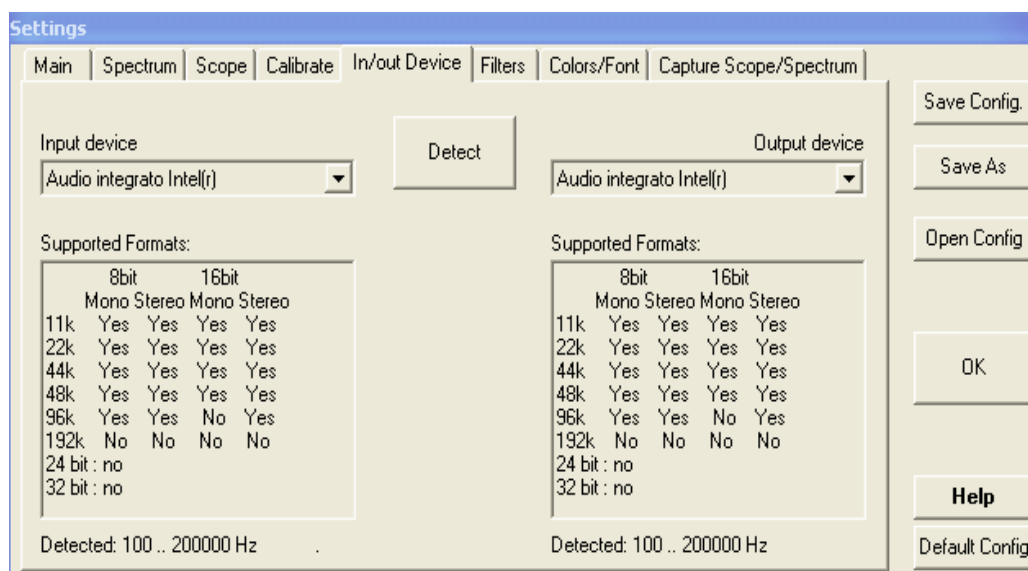 Settings
Main Spectrum Scope Calibrate In/out Device Filters Colors/Font Capture Scope/Spectrum
Save Config.
Input device
Detect
Output device
Save As
Audio integrato Intel(r)
Audio integrato Intel(r)
Open Config
Supported Formats:
8bit 16bit
Mono Stereo Mono Stereo
11k Yes Yes Yes Yes
22k Yes Yes Yes Yes
44k Yes Yes Yes Yes
48k Yes Yes Yes Yes
96k Yes Yes No Yes
192k No No No No
24 bit : no
32 bit : no
Detected: 100 .. 200000 Hz .
Supported Formats:
8bit 16bit
Mono Stereo Mono Stereo
11k Yes Yes Yes Yes
22k Yes Yes Yes Yes
44k Yes Yes Yes Yes
48k Yes Yes Yes Yes
96k Yes Yes No Yes
192k No No No No
24 bit : no
32 bit : no
Detected: 100 .. 200000 Hz
OK
Help
Default Config